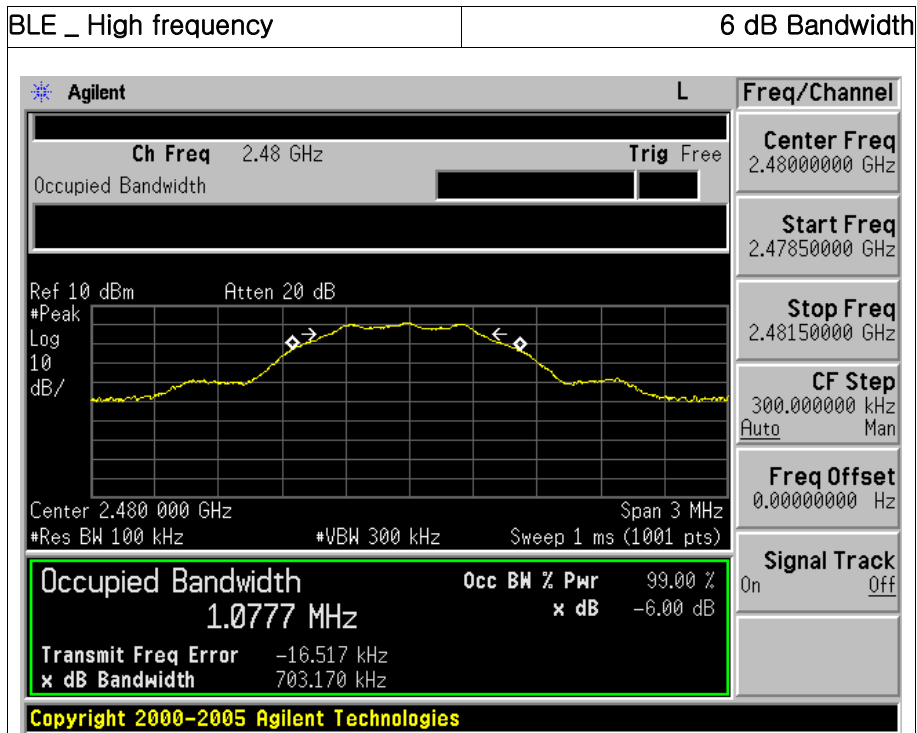 BLE _ High frequency 6 dB Bandwidth
Agilent L Freq/Channel
Ch Freq 2.48 GHz Trig Free
Occupied Bandwidth
Center Freq
2.48000000 GHz
Start Freq
2.47850000 GHz
Stop Freq
2.48150000 GHz
CF Step
300.000000 kHz
Auto Man
Freq Offset
0.00000000 Hz
Signal Track
On Off
Ref 10 dBm Atten 20 dB
#Peak
Log
10
dB/
Center 2.480 000 GHz Span 3 MHz
#Res BW 100 kHz #VBW 300 kHz Sweep 1 ms (1001 pts)
Occupied Bandwidth Occ BW % Pwr 99.00 %
1.0777 MHz x dB -6.00 dB
Transmit Freq Error -16.517 kHz
x dB Bandwidth 703.170 kHz
Copyright 2000-2005 Agilent Technologies